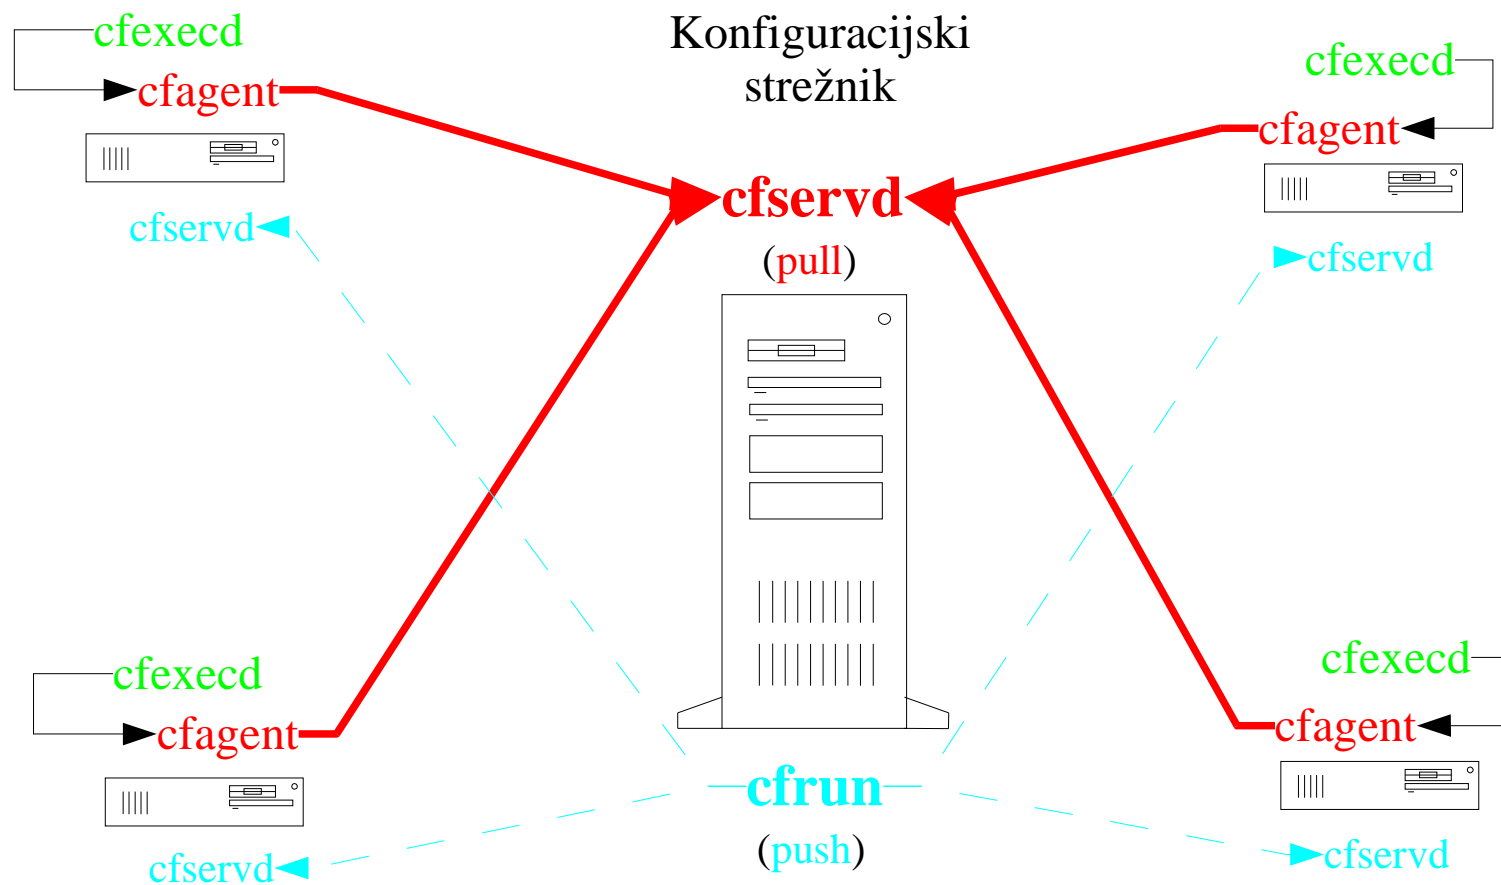 cfexecd
cfagent
cfservd
Konfiguracijski
strežnik
cfservd
(pull)
cfexecd
cfagent
cfservd
cfexecd
cfagent
cfservd
cfrun
(push)
cfexecd
cfagent
cfservd